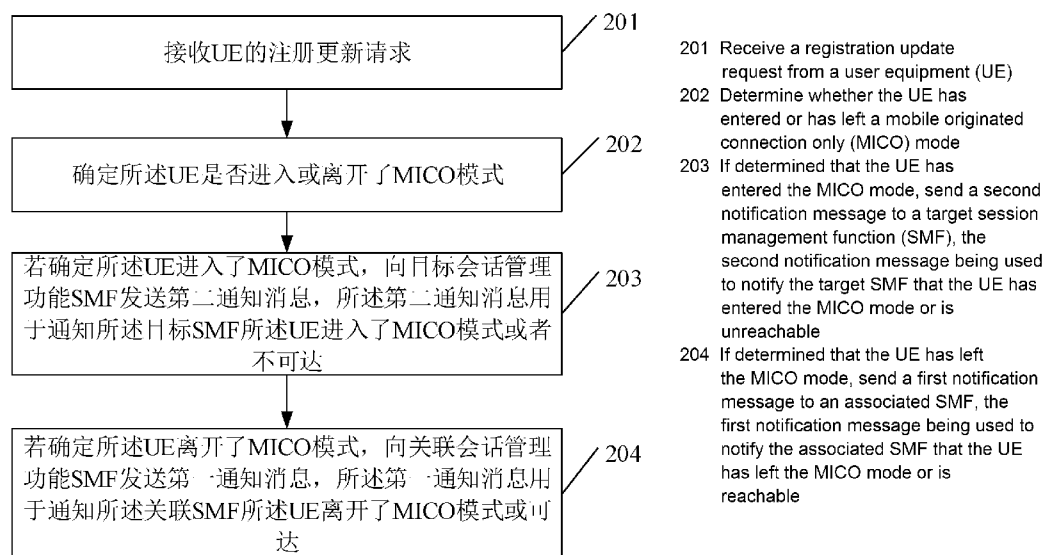 接收UE的注册更新请求
201
确定所述UE是否进入或离开了MICO模式
202
若确定所述UE进入了MICO模式，向目标会话管理
功能SMF发送第二通知消息，所述第二通知消息用
于通知所述目标SMF所述UE进入了MICO模式或者
不可达
203
若确定所述UE离开了MICO模式，向关联会话管理
功能SMF发送第一通知消息，所述第一通知消息用
于通知所述关联SMF所述UE离开了MICO模式或可
达
204
201 Receive a registration update
request from a user equipment (UE)
202 Determine whether the UE has
entered or has left a mobile originated
connection only (MICO) mode
203 If determined that the UE has
entered the MICO mode, send a second
notification message to a target session
management function (SMF), the
second notification message being used
to notify the target SMF that the UE has
entered the MICO mode or is
unreachable
204 If determined that the UE has left
the MICO mode, send a first notification
message to an associated SMF, the
first notification message being used to
notify the associated SMF that the UE
has left the MICO mode or is
reachable